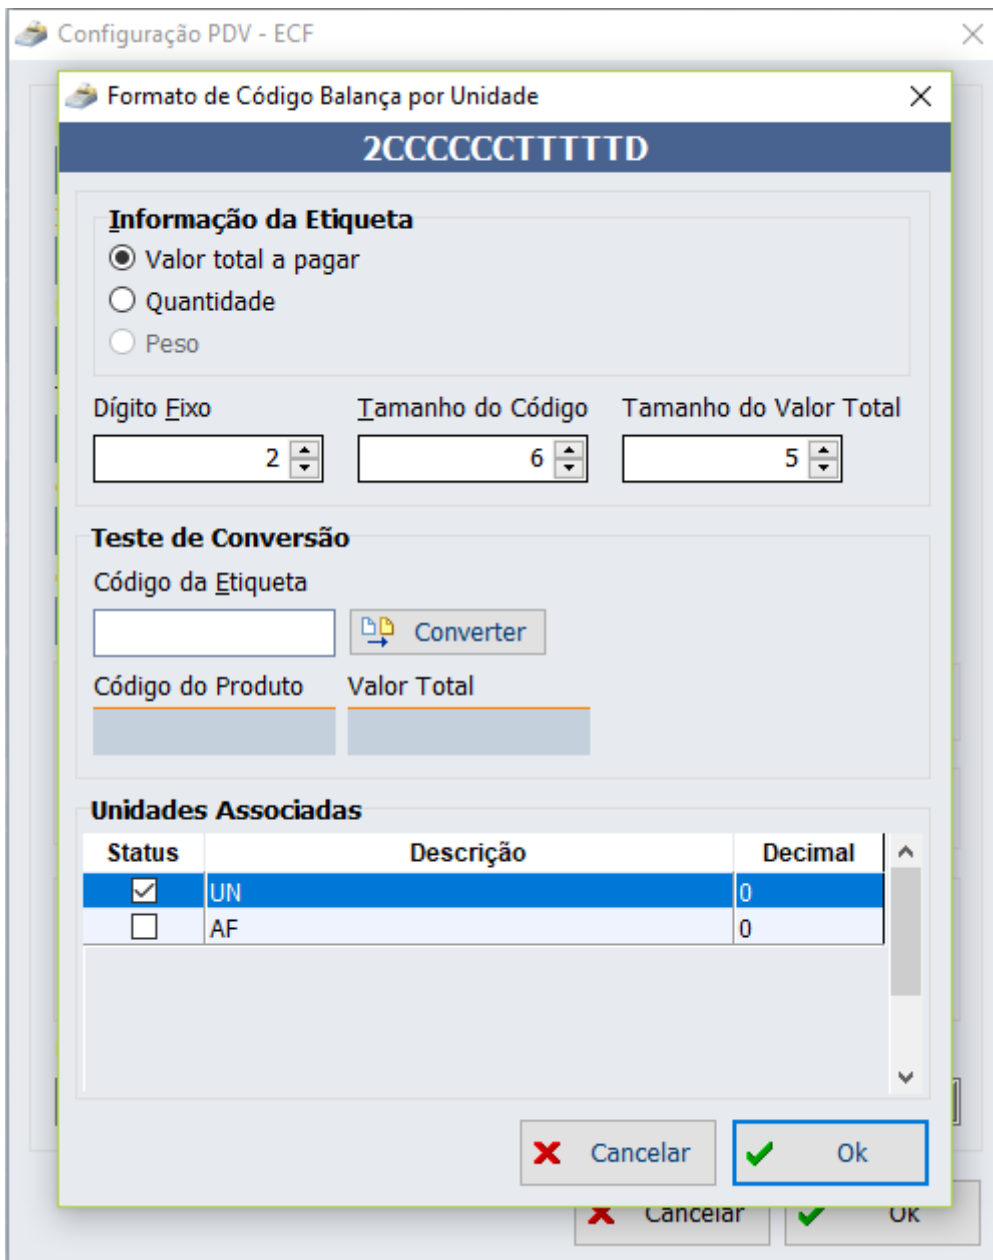 Configuração PDV - ECF
Formato de Código Balança por Unidade
2CCCCCCTTTTTD
Informação da Etiqueta
Valor total a pagar
Quantidade
Peso
Dígito Fixo Tamanho do Código Tamanho do Valor Total
2 6 5
Teste de Conversão
Código da Etiqueta
Converter
Código do Produto Valor Total
Unidades Associadas
Status Descrição Decimal
UN 0
AF 0
Cancelar Ok
Cancelar Ok